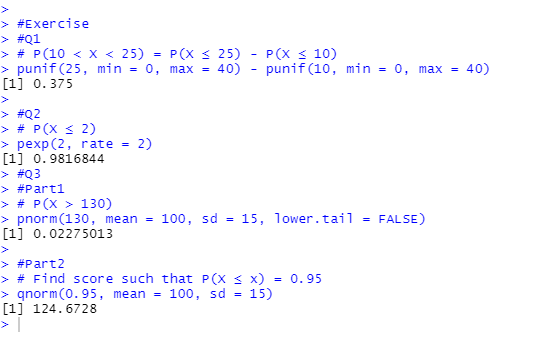 >
> #Exercise
> #Q1
> # P(10 < X < 25) = P(X ≤ 25) - P(X ≤ 10)
> punif(25, min = 0, max = 40) - punif(10, min = 0, max = 40)
[1] 0.375
>
> #Q2
> # P(X ≤ 2)
> pexp(2, rate = 2)
[1] 0.9816844
> #Q3
> #Part1
> # P(X > 130)
> pnorm(130, mean = 100, sd = 15, lower.tail = FALSE)
[1] 0.02275013
>
> #Part2
> # Find score such that P(X ≤ x) = 0.95
> qnorm(0.95, mean = 100, sd = 15)
[1] 124.6728
>